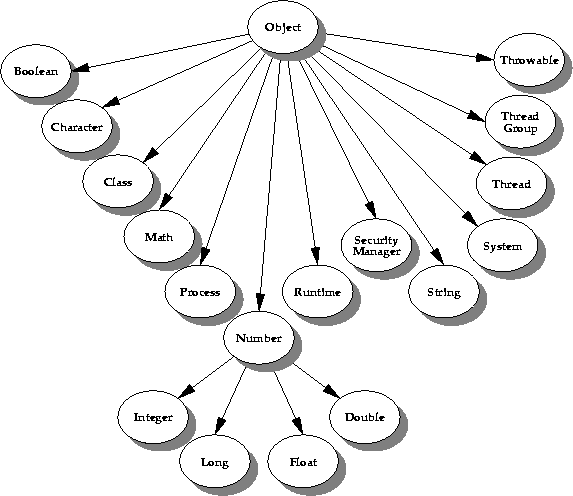 Object
Boolean
Throwable
Character
Thread
Group
Class
Thread
Math
Security
Manager
System
Process
Runtime
String
Number
Integer
Double
Long
Float